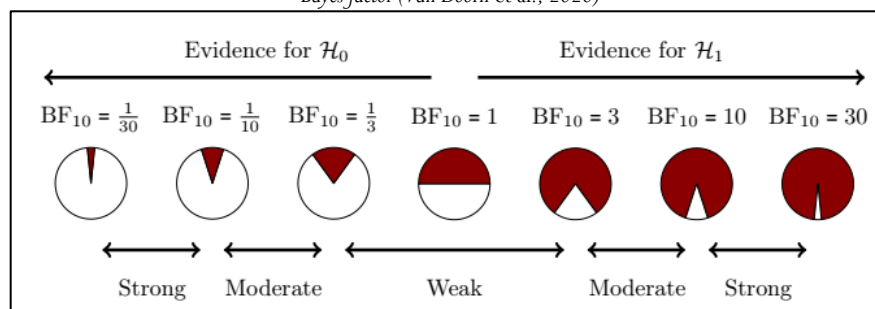 Bayes factor (Van Doorn et al., 2020)
Evidence for ℋ₀ Evidence for ℋ₁
BF₁₀ = 1/30 BF₁₀ = 1/10 BF₁₀ = 1/3 BF₁₀ = 1 BF₁₀ = 3 BF₁₀ = 10 BF₁₀ = 30
Strong Moderate Weak Moderate Strong